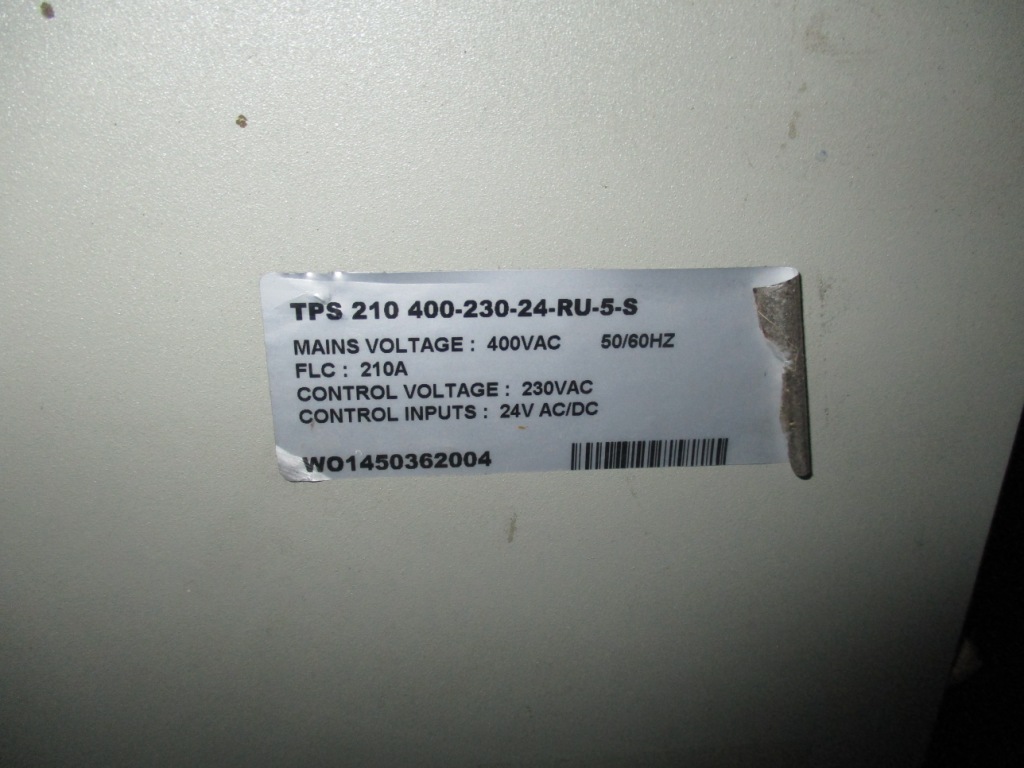 TPS 210 400-230-24-RU-5-S
MAINS VOLTAGE : 400VAC 50/60HZ
FLC : 210A
CONTROL VOLTAGE : 230VAC
CONTROL INPUTS : 24V AC/DC
WO1450362004